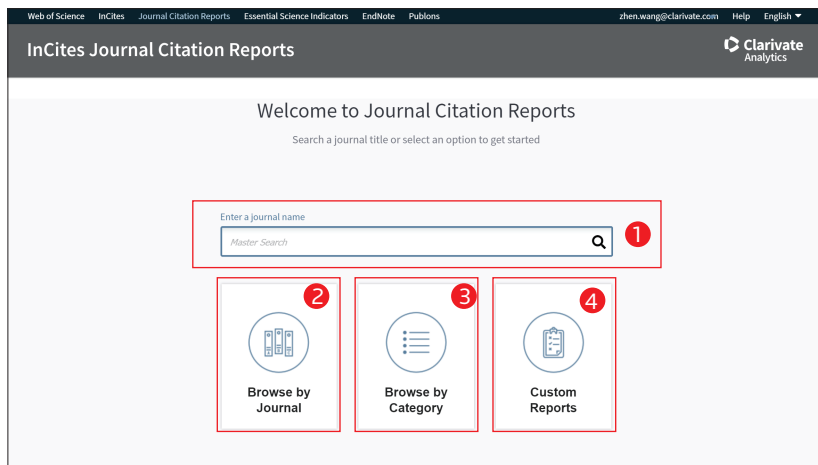 Web of Science InCites Journal Citation Reports Essential Science Indicators EndNote Publons zhen.wang@clarivate.com Help English
InCites Journal Citation Reports
Clarivate
Analytics
Welcome to Journal Citation Reports
Search a journal title or select an option to get started
Enter a journal name
Master Search
1
2
3
4
Browse by
Journal
Browse by
Category
Custom
Reports